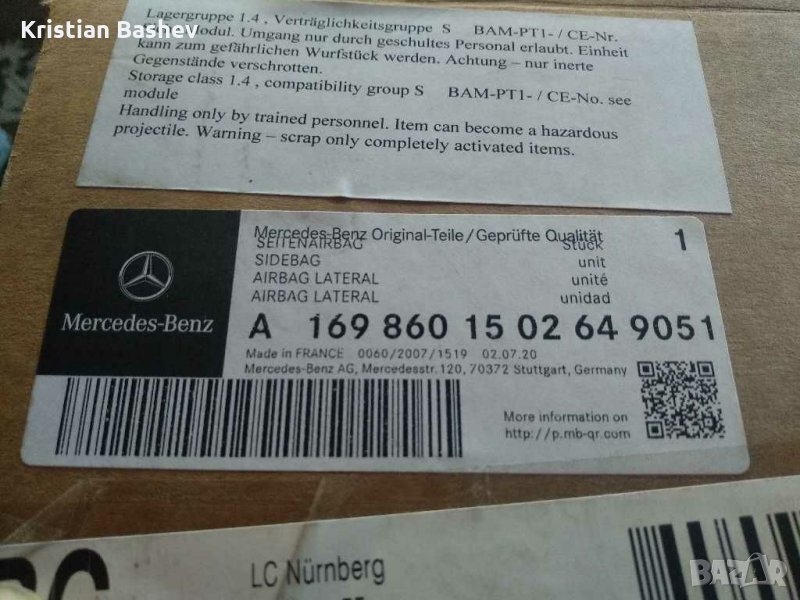 Kristian Bashev
Lagergruppe 1.4 , Verträglichkeitsgruppe S BAM-PT1- / CE-Nr.
Modul. Umgang nur durch geschultes Personal erlaubt. Einheit
kann zum gefährlichen Wurfstück werden. Achtung – nur inerte
Gegenstände verschrotten.
Storage class 1.4 , compatibility group S BAM-PT1- / CE-No. see
module
Handling only by trained personnel. Item can become a hazardous
projectile. Warning – scrap only completely activated items.
Mercedes-Benz Original-Teile/Geprüfte Qualität 1
SEITENAIRBAG Stück
SIDEBAG unit
AIRBAG LATERAL unité
AIRBAG LATERAL unidad
Mercedes-Benz
A 169 860 15 02 64 9051
Made in FRANCE 0060/2007/1519 02.07.20
Mercedes-Benz AG, Mercedesstr.120, 70372 Stuttgart, Germany
More information on
http://p.mb-qr.com
LC Nürnberg
BAZAR.BG